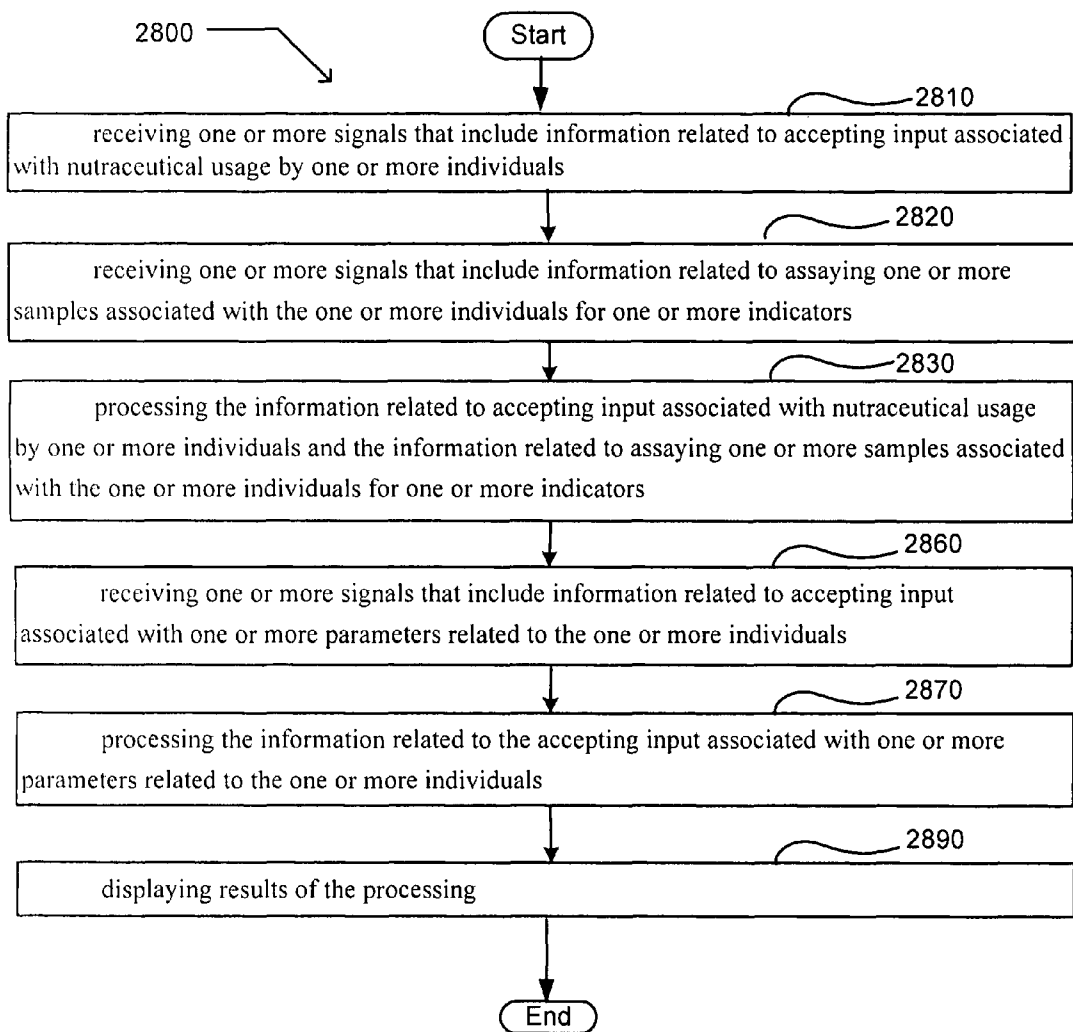 2800
Start
2810
receiving one or more signals that include information related to accepting input associated
with nutraceutical usage by one or more individuals
2820
receiving one or more signals that include information related to assaying one or more
samples associated with the one or more individuals for one or more indicators
2830
processing the information related to accepting input associated with nutraceutical usage
by one or more individuals and the information related to assaying one or more samples associated
with the one or more individuals for one or more indicators
2860
receiving one or more signals that include information related to accepting input
associated with one or more parameters related to the one or more individuals
2870
processing the information related to the accepting input associated with one or more
parameters related to the one or more individuals
2890
displaying results of the processing
End